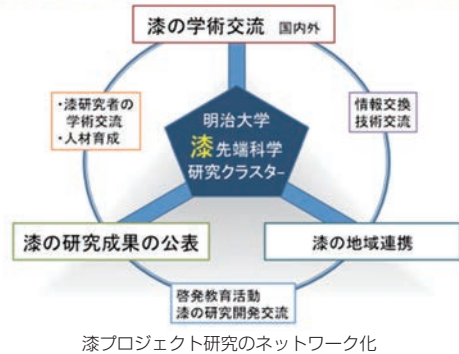 漆の学術交流 国内外
・漆研究者の
学術交流
・人材育成
情報交換
技術交流
明治大学
漆先端科学
研究クラスター
漆の研究成果の公表
漆の地域連携
啓発教育活動
漆の研究開発交流
漆プロジェクト研究のネットワーク化